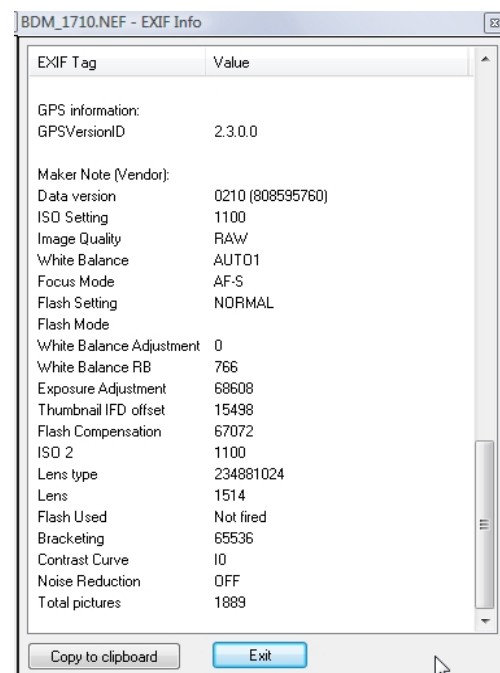 BDM_1710.NEF - EXIF Info
EXIF Tag Value
GPS information:
GPSVersionID 2.3.0.0
Maker Note (Vendor):
Data version 0210 (808595760)
ISO Setting 1100
Image Quality RAW
White Balance AUTO1
Focus Mode AF-S
Flash Setting NORMAL
Flash Mode
White Balance Adjustment 0
White Balance RB 766
Exposure Adjustment 68608
Thumbnail IFD offset 15498
Flash Compensation 67072
ISO 2 1100
Lens type 234881024
Lens 1514
Flash Used Not fired
Bracketing 65536
Contrast Curve I0
Noise Reduction OFF
Total pictures 1889
Copy to clipboard Exit